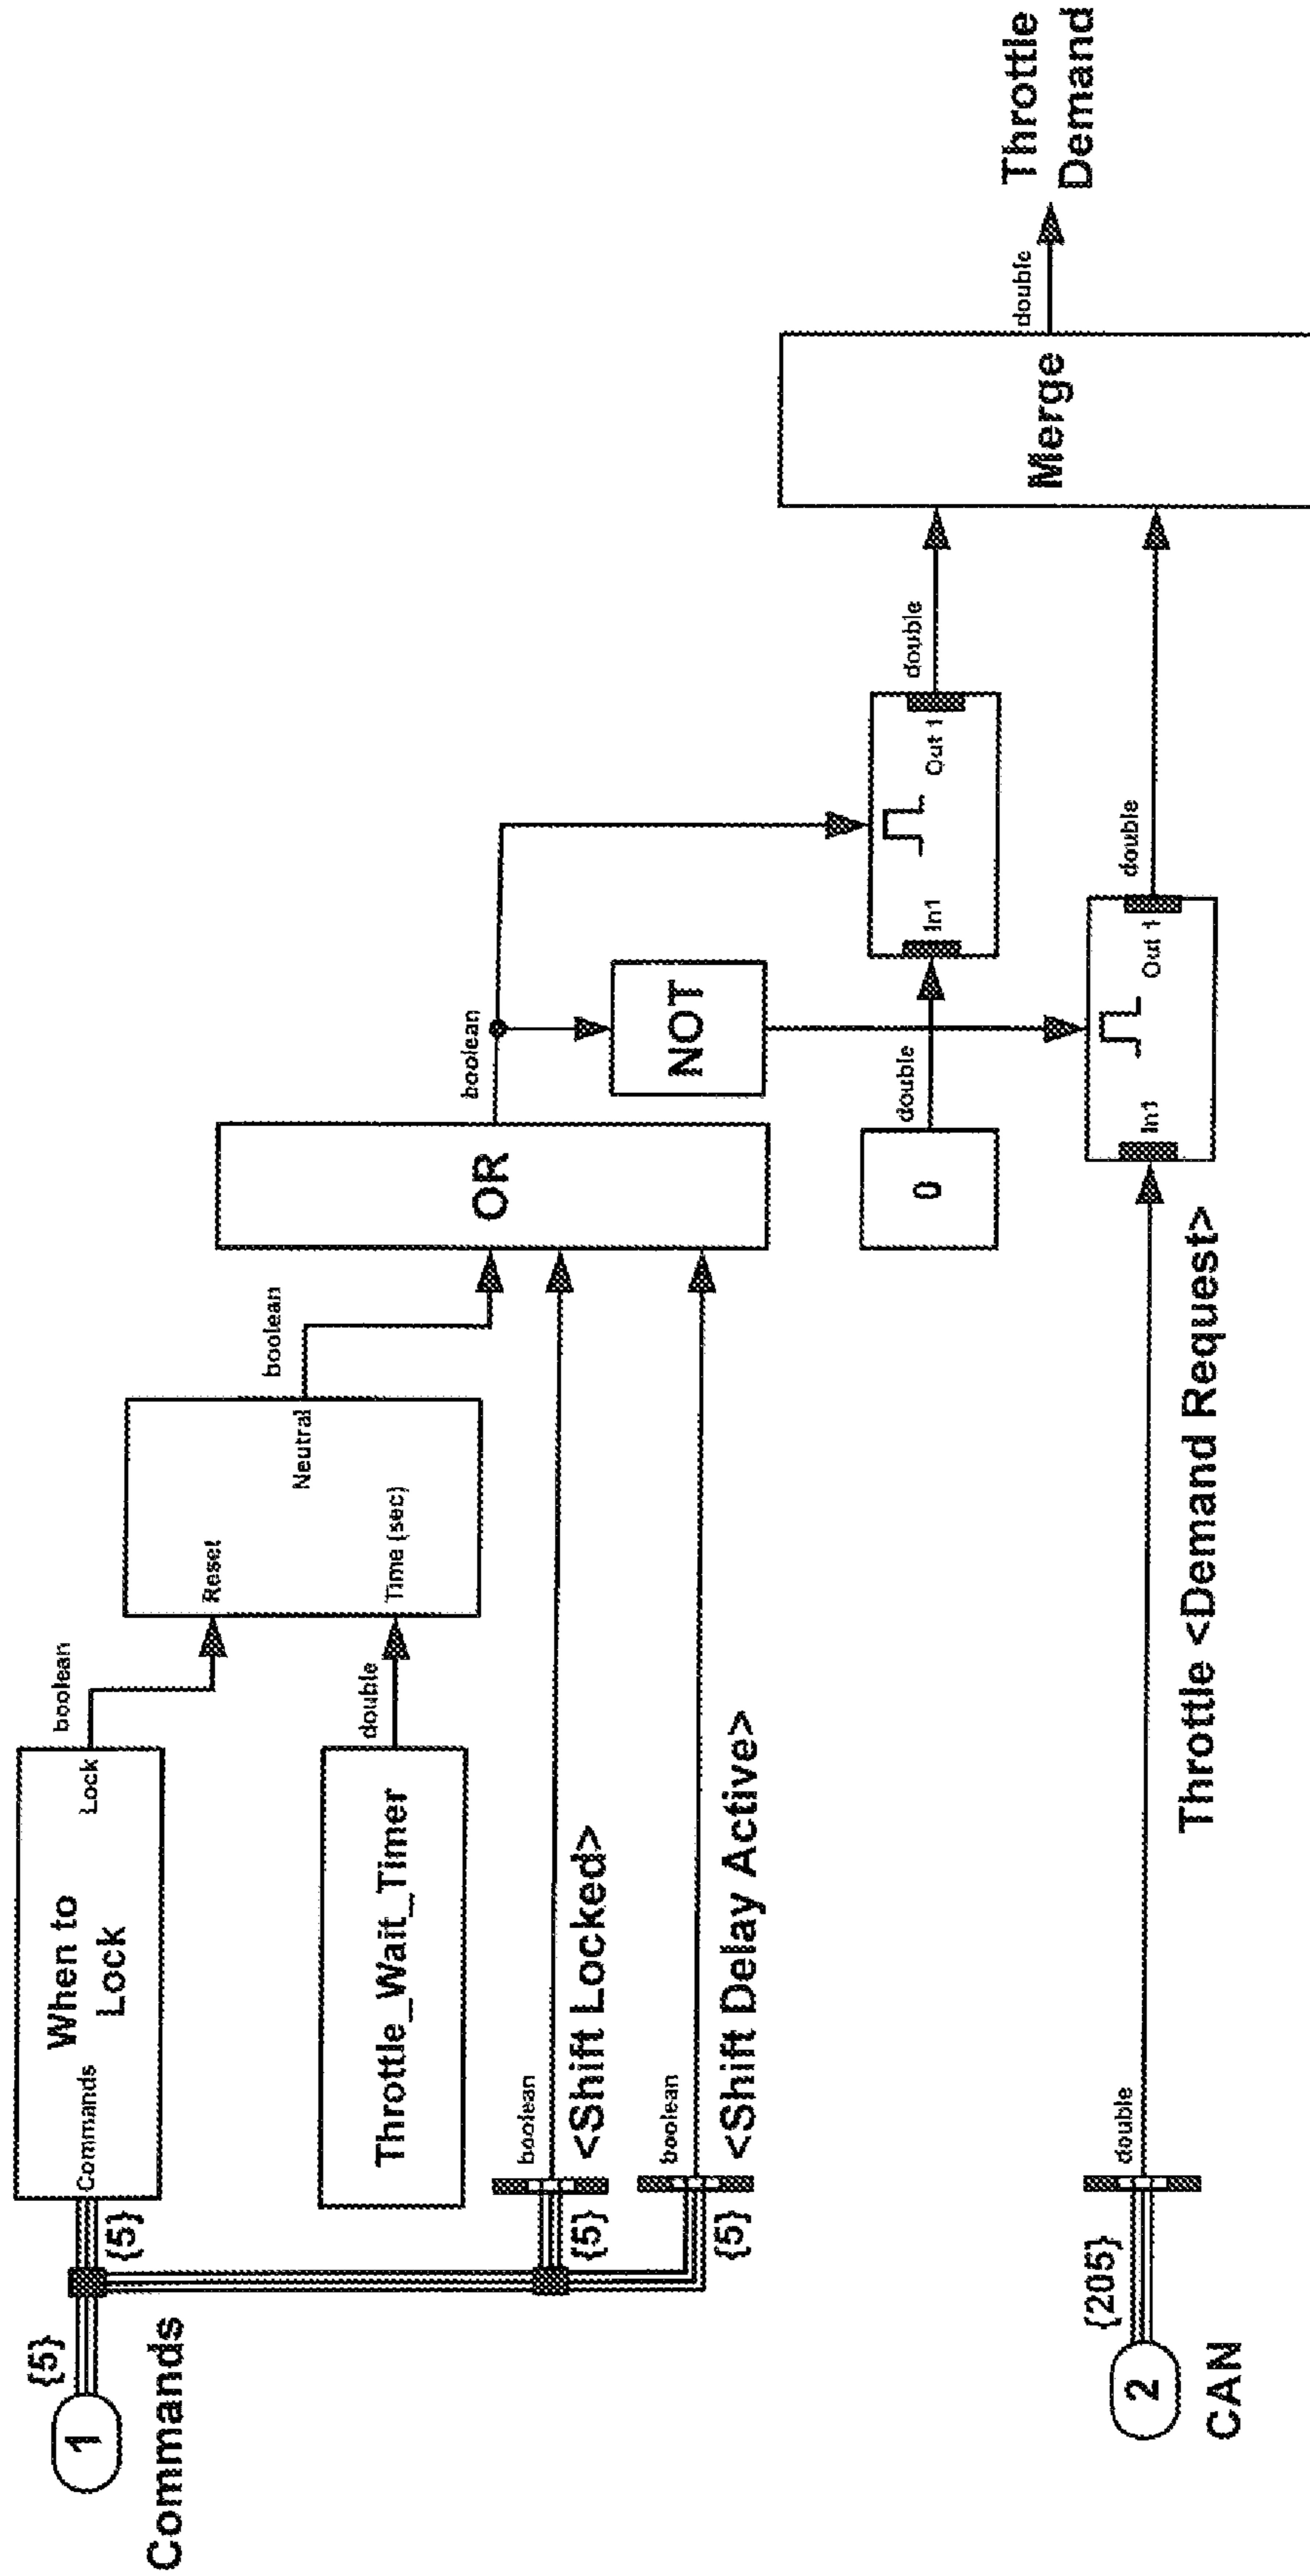 1
{5}
Commands
{5}
Commands
When to
Lock
Lock
boolean
Throttle_Wait_Timer
double
Reset
Time (sec)
Neutral
boolean
{5}
boolean
<Shift Locked>
{5}
boolean
<Shift Delay Active>
OR
boolean
NOT
0
double
In1
Out 1
double
2
{205}
CAN
double
Throttle <Demand Request>
In1
Out 1
double
Merge
double
Throttle
Demand